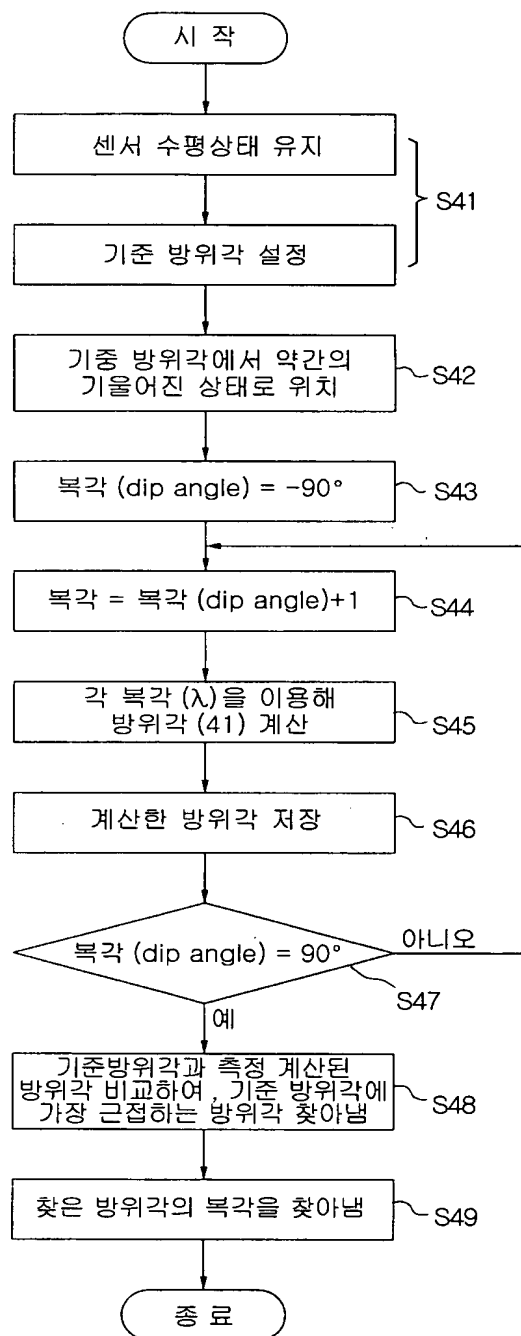 시 작
센서 수평상태 유지
S41
기준 방위각 설정
기중 방위각에서 약간의
기울어진 상태로 위치
S42
복각 (dip angle) = -90°
S43
복각 = 복각 (dip angle)+1
S44
각 복각 (λ)을 이용해
방위각 (41) 계산
S45
계산한 방위각 저장
S46
복각 (dip angle) = 90°
아니오
S47
예
기준방위각과 측정 계산된
방위각 비교하여, 기준 방위각에
가장 근접하는 방위각 찾아냄
S48
찾은 방위각의 복각을 찾아냄
S49
종 료